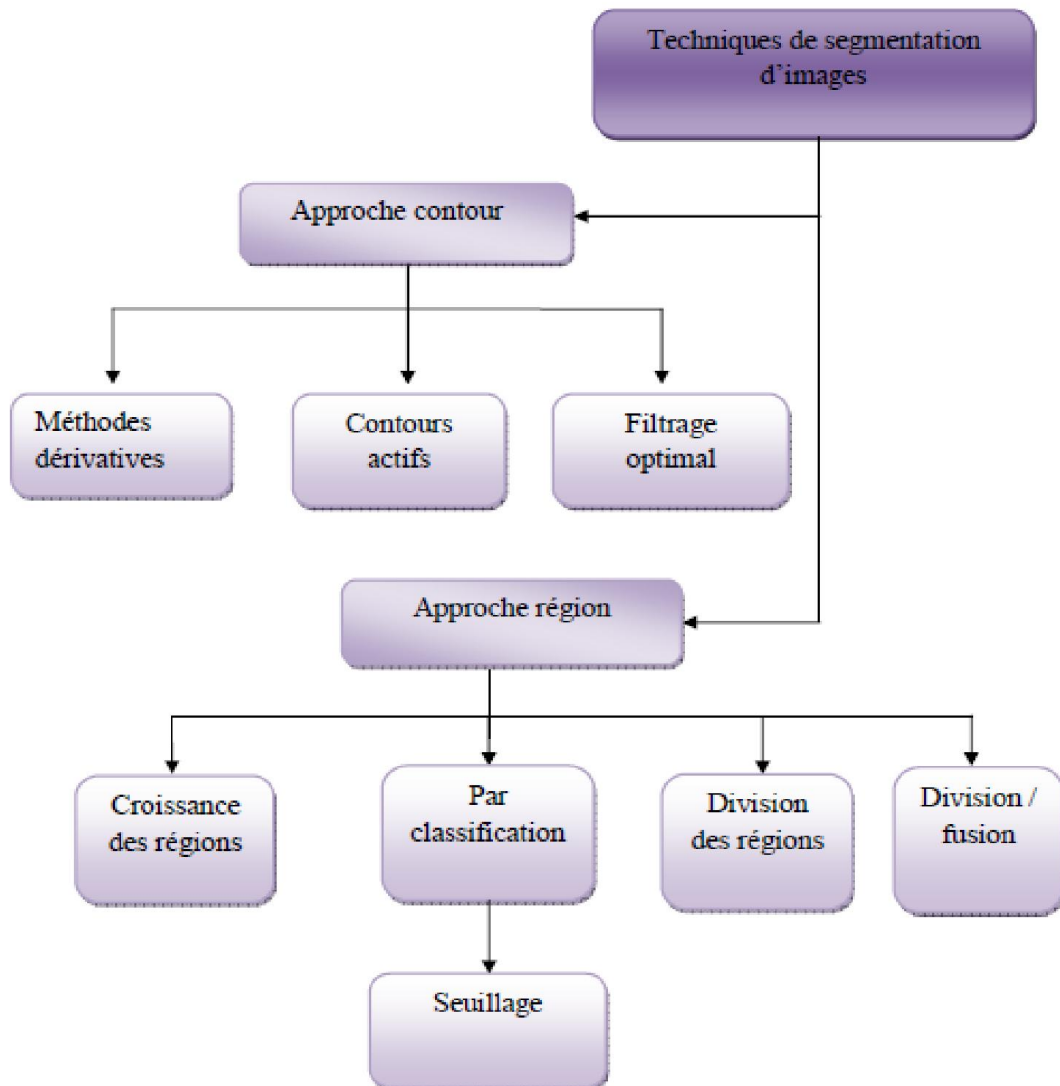 Techniques de segmentation
d’images
Approche contour
Méthodes
dérivatives
Contours
actifs
Filtrage
optimal
Approche région
Croissance
des régions
Par
classification
Division
des régions
Division /
fusion
Seuillage